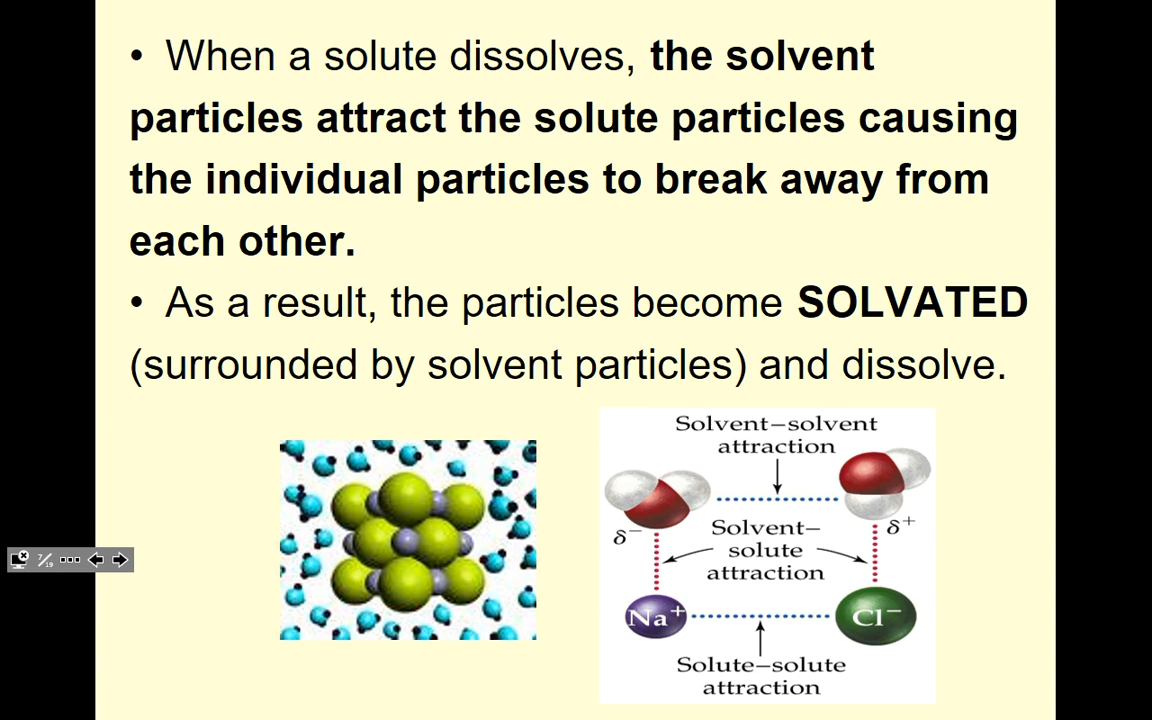 • When a solute dissolves, the solvent
particles attract the solute particles causing
the individual particles to break away from
each other.
• As a result, the particles become SOLVATED
(surrounded by solvent particles) and dissolve.
Solvent–solvent
attraction
δ−
δ+
Solvent–
solute
attraction
Na+
Cl−
Solute–solute
attraction
7/19